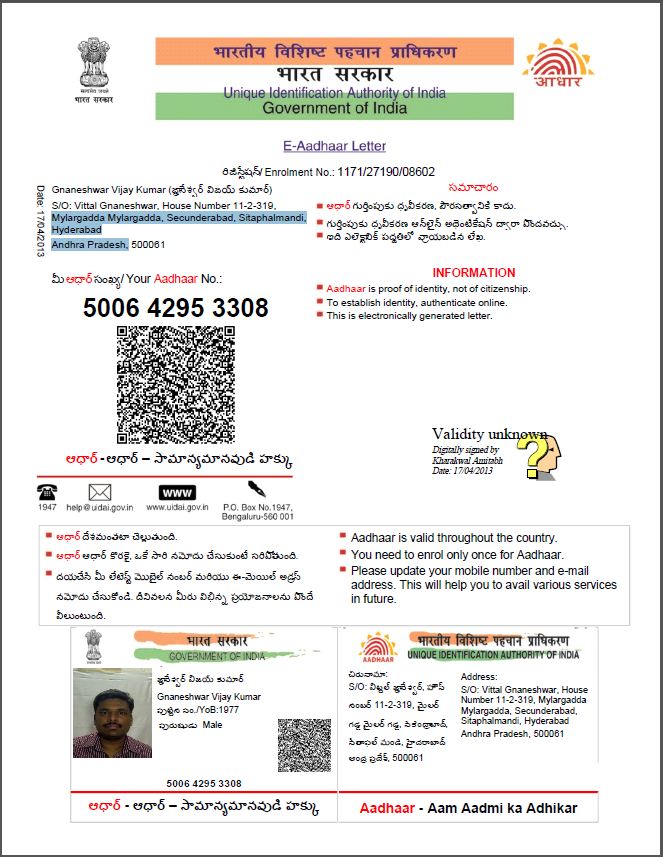 भारतीय विशिष्ट पहचान प्राधिकरण
भारत सरकार
Unique Identification Authority of India
Government of India
भारत सरकार
आधार
E-Aadhaar Letter
రిజిస్ట్రేషన్/ Enrolment No.: 1171/27190/08602
Date: 17/04/2013
Gnaneshwar Vijay Kumar (జ్ఞనేశ్వర్ విజయ్ కుమార్)
S/O: Vittal Gnaneshwar, House Number 11-2-319,
Mylargadda Mylargadda, Secunderabad, Sitaphalmandi,
Hyderabad
Andhra Pradesh, 500061
సమాచారం
ఆధార్ గుర్తింపుకు ధృవీకరణ, పౌరసత్వానికి కాదు.
గుర్తింపుకు ధృవీకరణ ఆన్‌లైన్ అథెంటికేషన్ ద్వారా పొందవచ్చు.
ఇది ఎలెక్ట్రానిక్ పద్ధతిలో వ్రాయబడిన లేఖ.
మీ ఆధార్ సంఖ్య/ Your Aadhaar No.:
5006 4295 3308
INFORMATION
Aadhaar is proof of identity, not of citizenship.
To establish identity, authenticate online.
This is electronically generated letter.
Validity unknown
Digitally signed by
Kharakwal Amitabh
Date: 17/04/2013
ఆధార్ -ఆధార్ – సామాన్యమానవుడి హక్కు
1947
help@uidai.gov.in
www
www.uidai.gov.in
P.O. Box No.1947,
Bengaluru-560 001
ఆధార్ దేశమంతటా చెల్లుతుంది.
ఆధార్ ఆధార్ కొరకై, ఒకే సారి నమోదు చేసుకుంటే సరిపోతుంది.
దయచేసి మీ లేటెస్ట్ మొబైల్ నంబర్ మరియు ఈ-మెయిల్ అడ్రస్
నమోదు చేసుకోండి. దీనివలన మీరు విభిన్న ప్రయోజనాలను పొందే
వీలుంటుంది.
Aadhaar is valid throughout the country.
You need to enrol only once for Aadhaar.
Please update your mobile number and e-mail
address. This will help you to avail various services
in future.
भारत सरकार
GOVERNMENT OF INDIA
జ్ఞనేశ్వర్ విజయ్ కుమార్
Gnaneshwar Vijay Kumar
పుట్టిన సం./YoB:1977
పురుషుడు Male
5006 4295 3308
ఆధార్ - ఆధార్ – సామాన్యమానవుడి హక్కు
AADHAAR
भारतीय विशिष्ट पहचान प्राधिकरण
UNIQUE IDENTIFICATION AUTHORITY OF INDIA
చిరునామా:
S/O: విట్టల్ జ్ఞనేశ్వర్, హౌస్
నంబర్ 11-2-319, మైలర్
గడ్డ మైలర్ గడ్డ, సికింద్రాబాద్,
సీతాఫల్ మండి, హైదరాబాద్
ఆంధ్ర ప్రదేశ్, 500061
Address:
S/O: Vittal Gnaneshwar, House
Number 11-2-319, Mylargadda
Mylargadda, Secunderabad,
Sitaphalmandi, Hyderabad
Andhra Pradesh, 500061
Aadhaar - Aam Aadmi ka Adhikar